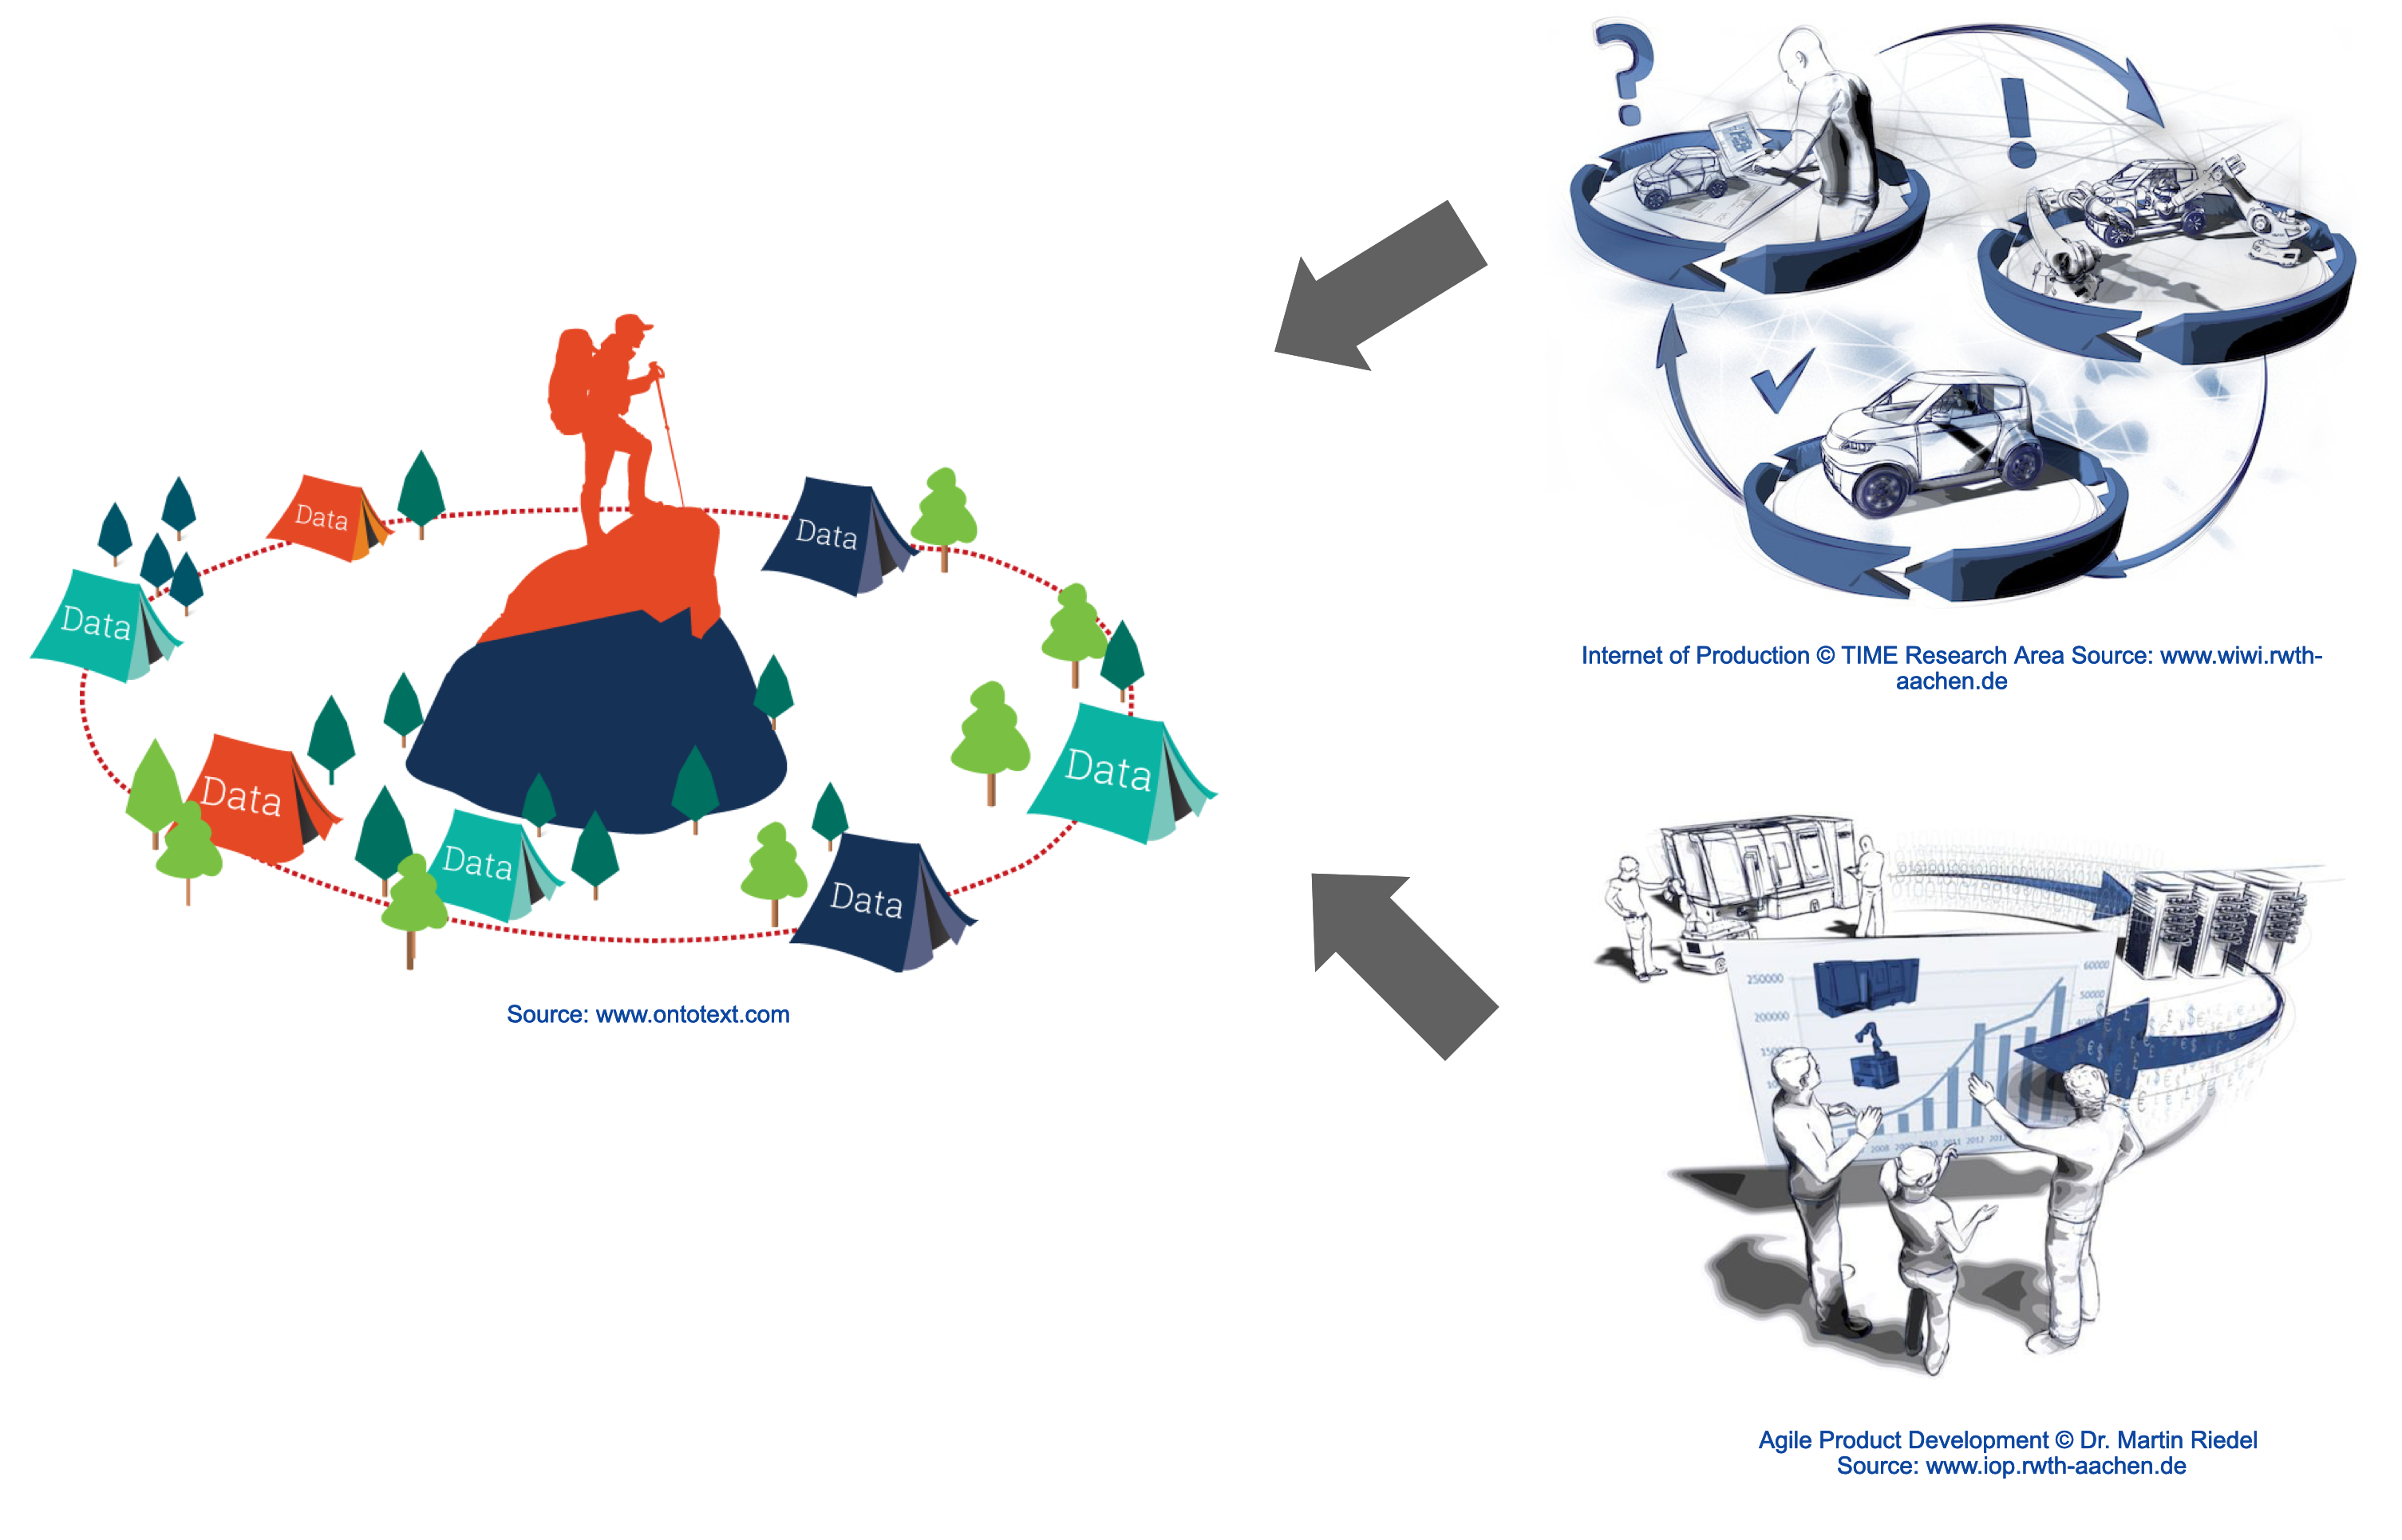 Data
Data
Data
Data
Data
Data
Data
Source: www.ontotext.com
?
!
Internet of Production © TIME Research Area Source: www.wiwi.rwth-
aachen.de
250000
60000
200000
50000
2008
2010 2011 2012
Agile Product Development © Dr. Martin Riedel
Source: www.iop.rwth-aachen.de